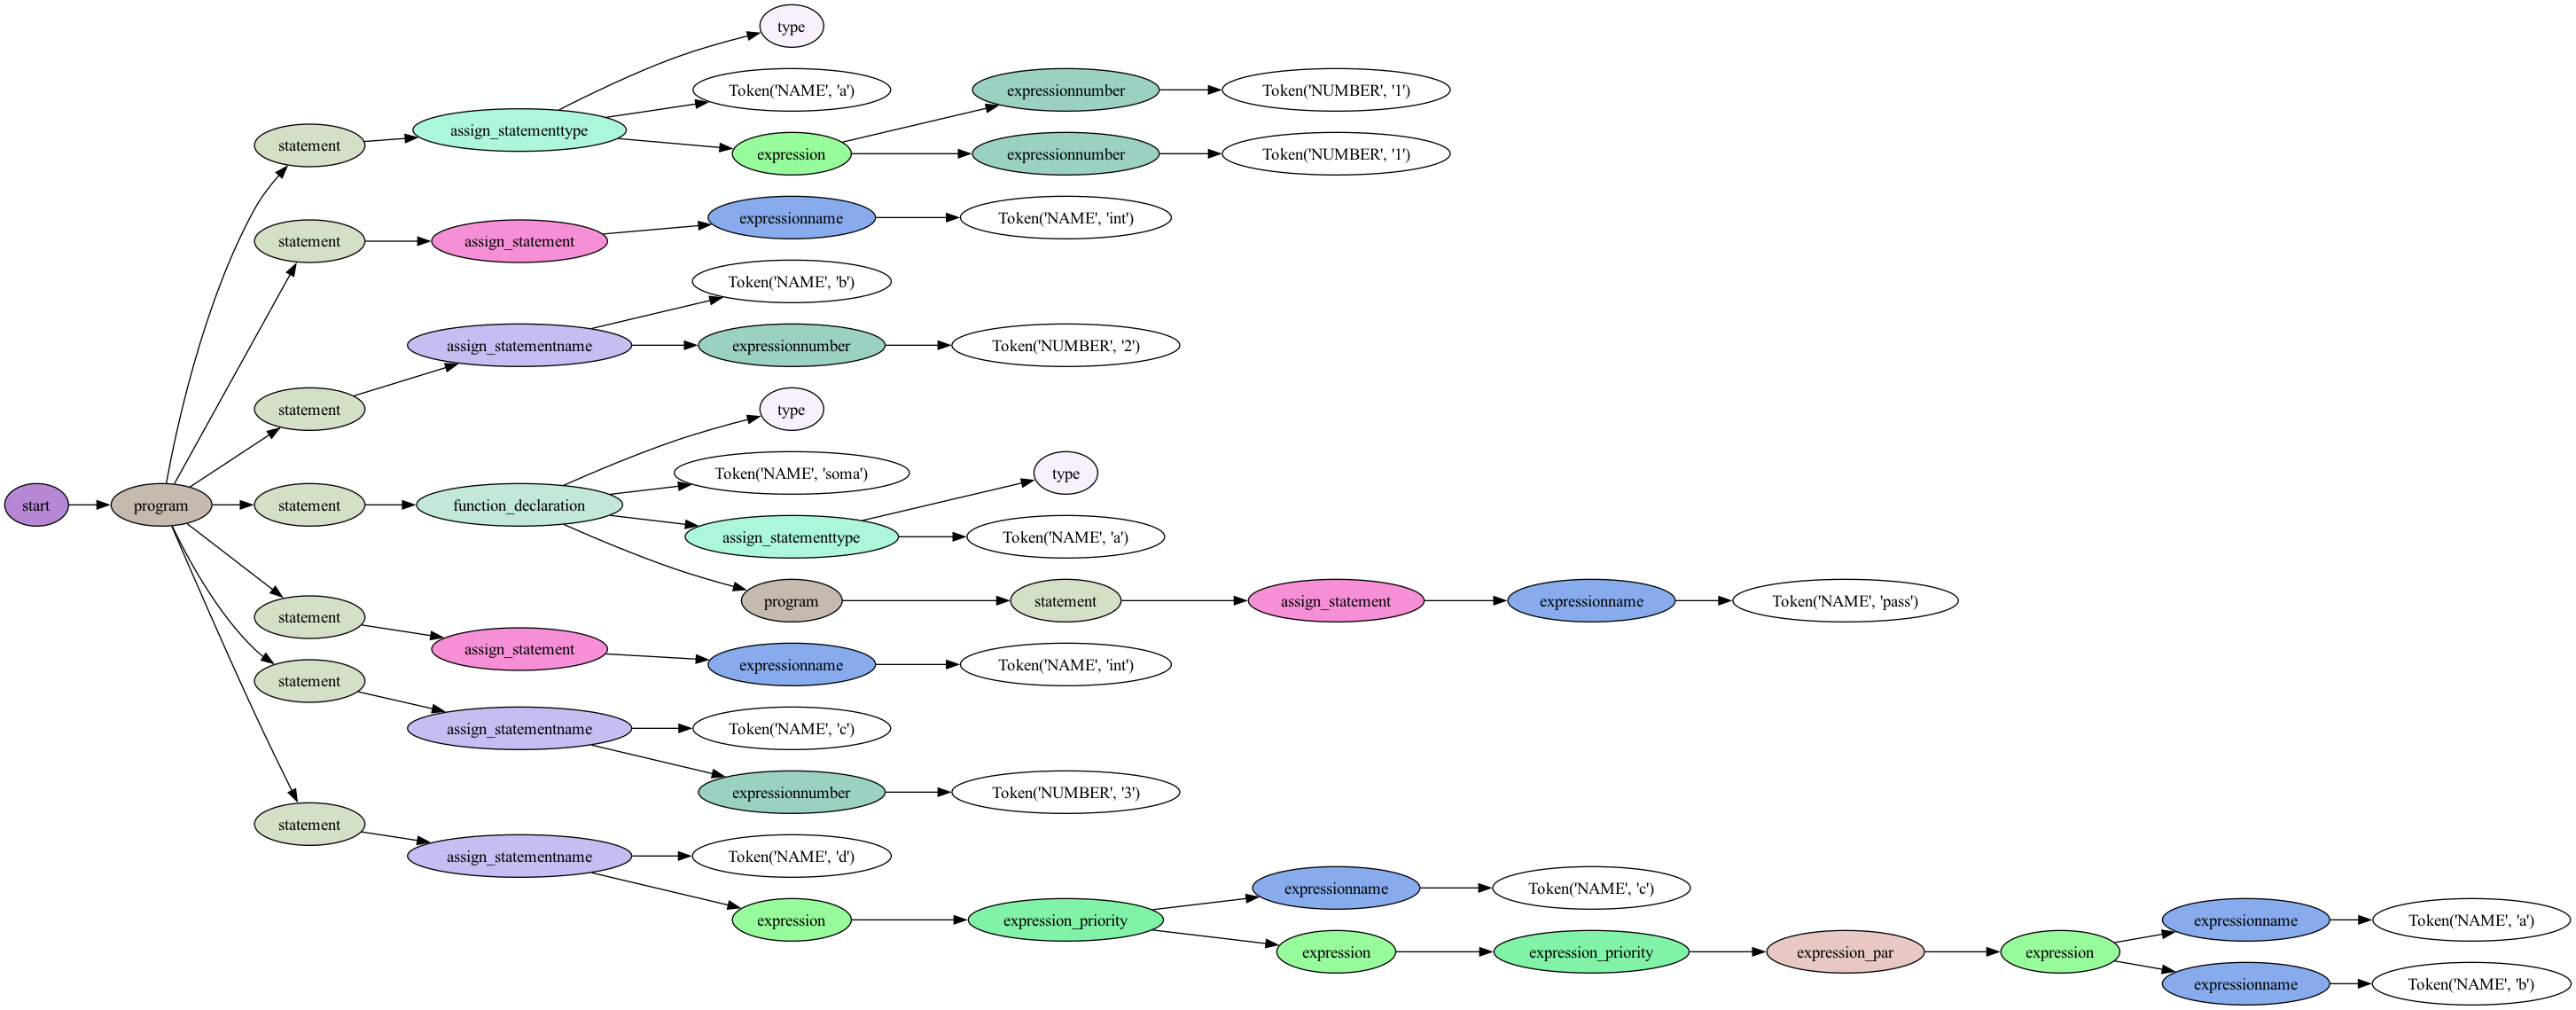 type
Token('NAME', 'a')
expressionnumber
Token('NUMBER', '1')
assign_statementtype
statement
expression
expressionnumber
Token('NUMBER', '1')
expressionname
Token('NAME', 'int')
statement
assign_statement
Token('NAME', 'b')
assign_statementname
expressionnumber
Token('NUMBER', '2')
statement
type
Token('NAME', 'soma')
type
start
program
statement
function_declaration
assign_statementtype
Token('NAME', 'a')
program
statement
assign_statement
expressionname
Token('NAME', 'pass')
statement
assign_statement
expressionname
Token('NAME', 'int')
statement
assign_statementname
Token('NAME', 'c')
expressionnumber
Token('NUMBER', '3')
statement
assign_statementname
Token('NAME', 'd')
expressionname
Token('NAME', 'c')
expression
expression_priority
expressionname
Token('NAME', 'a')
expression
expression_priority
expression_par
expression
expressionname
Token('NAME', 'b')